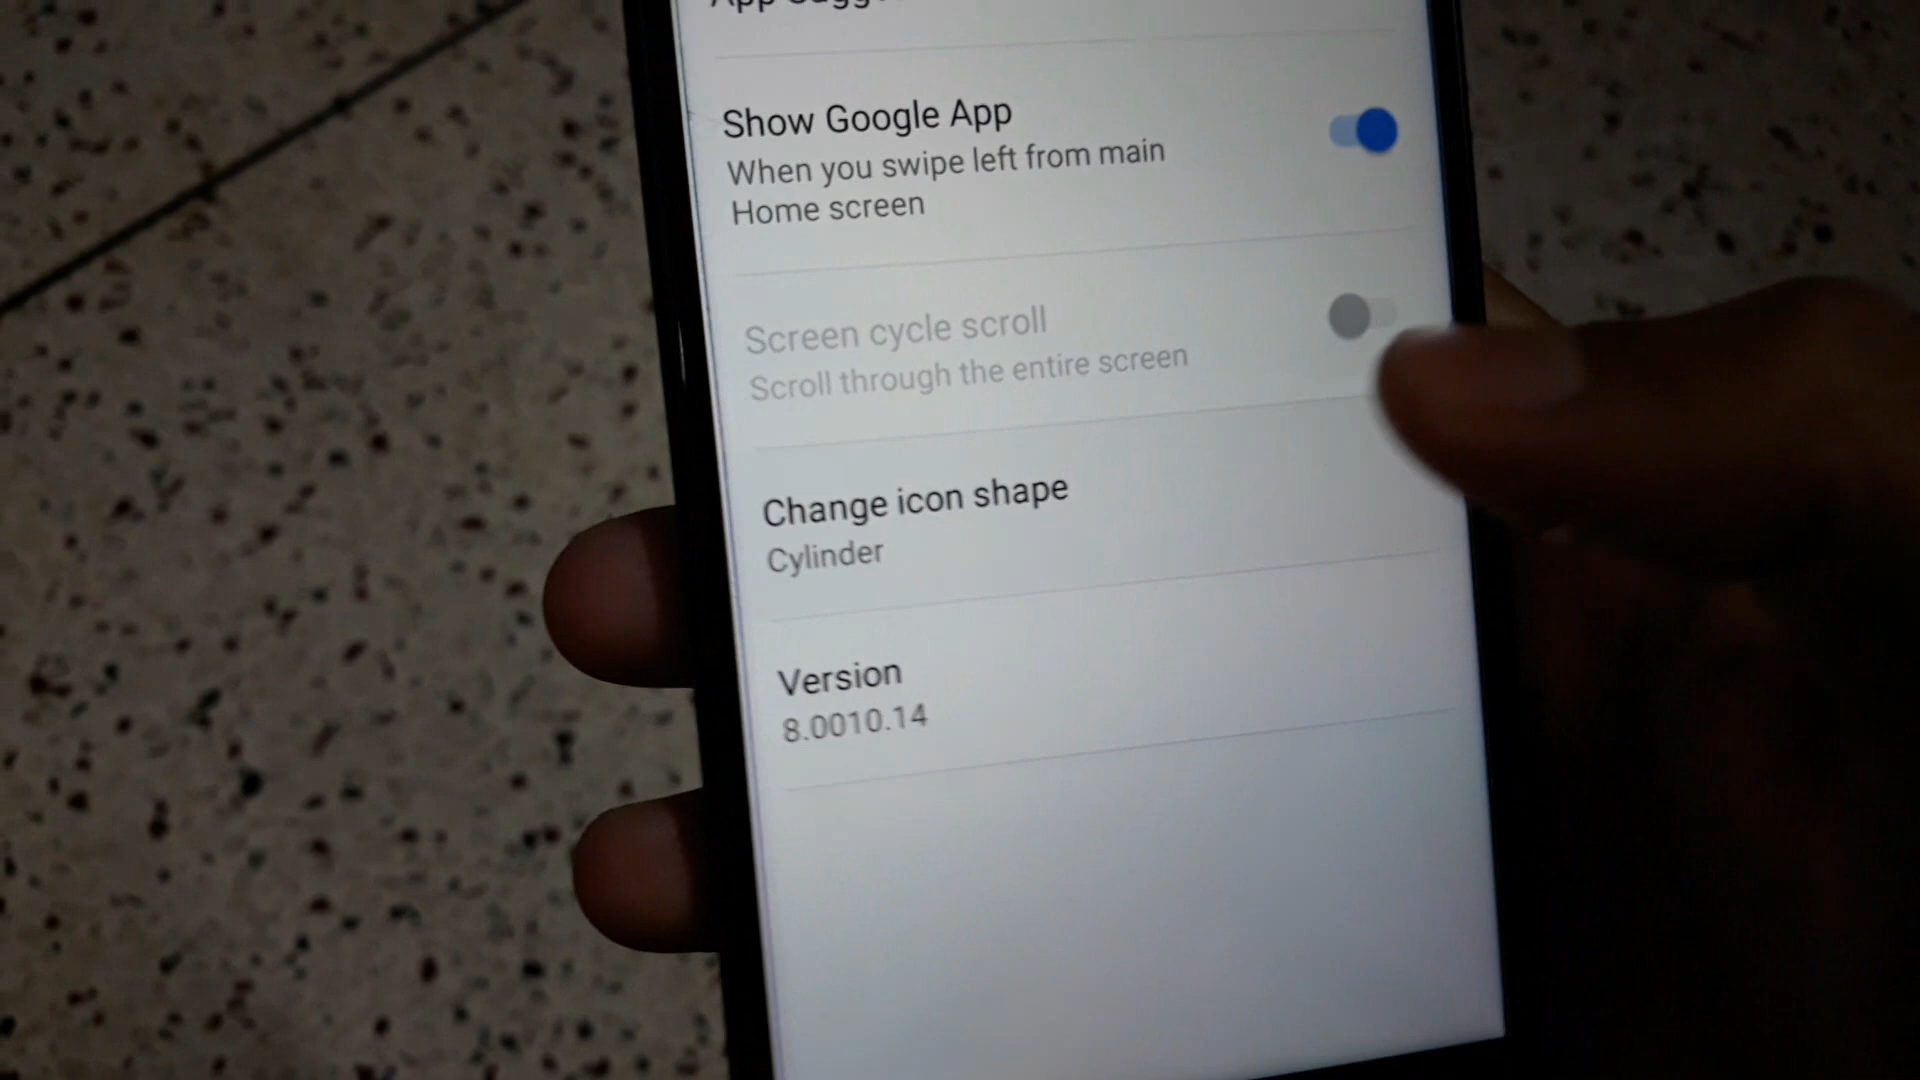 App
Show Google App
When you swipe left from main
Home screen
Screen cycle scroll
Scroll through the entire screen
Change icon shape
Cylinder
Version
8.0010.14